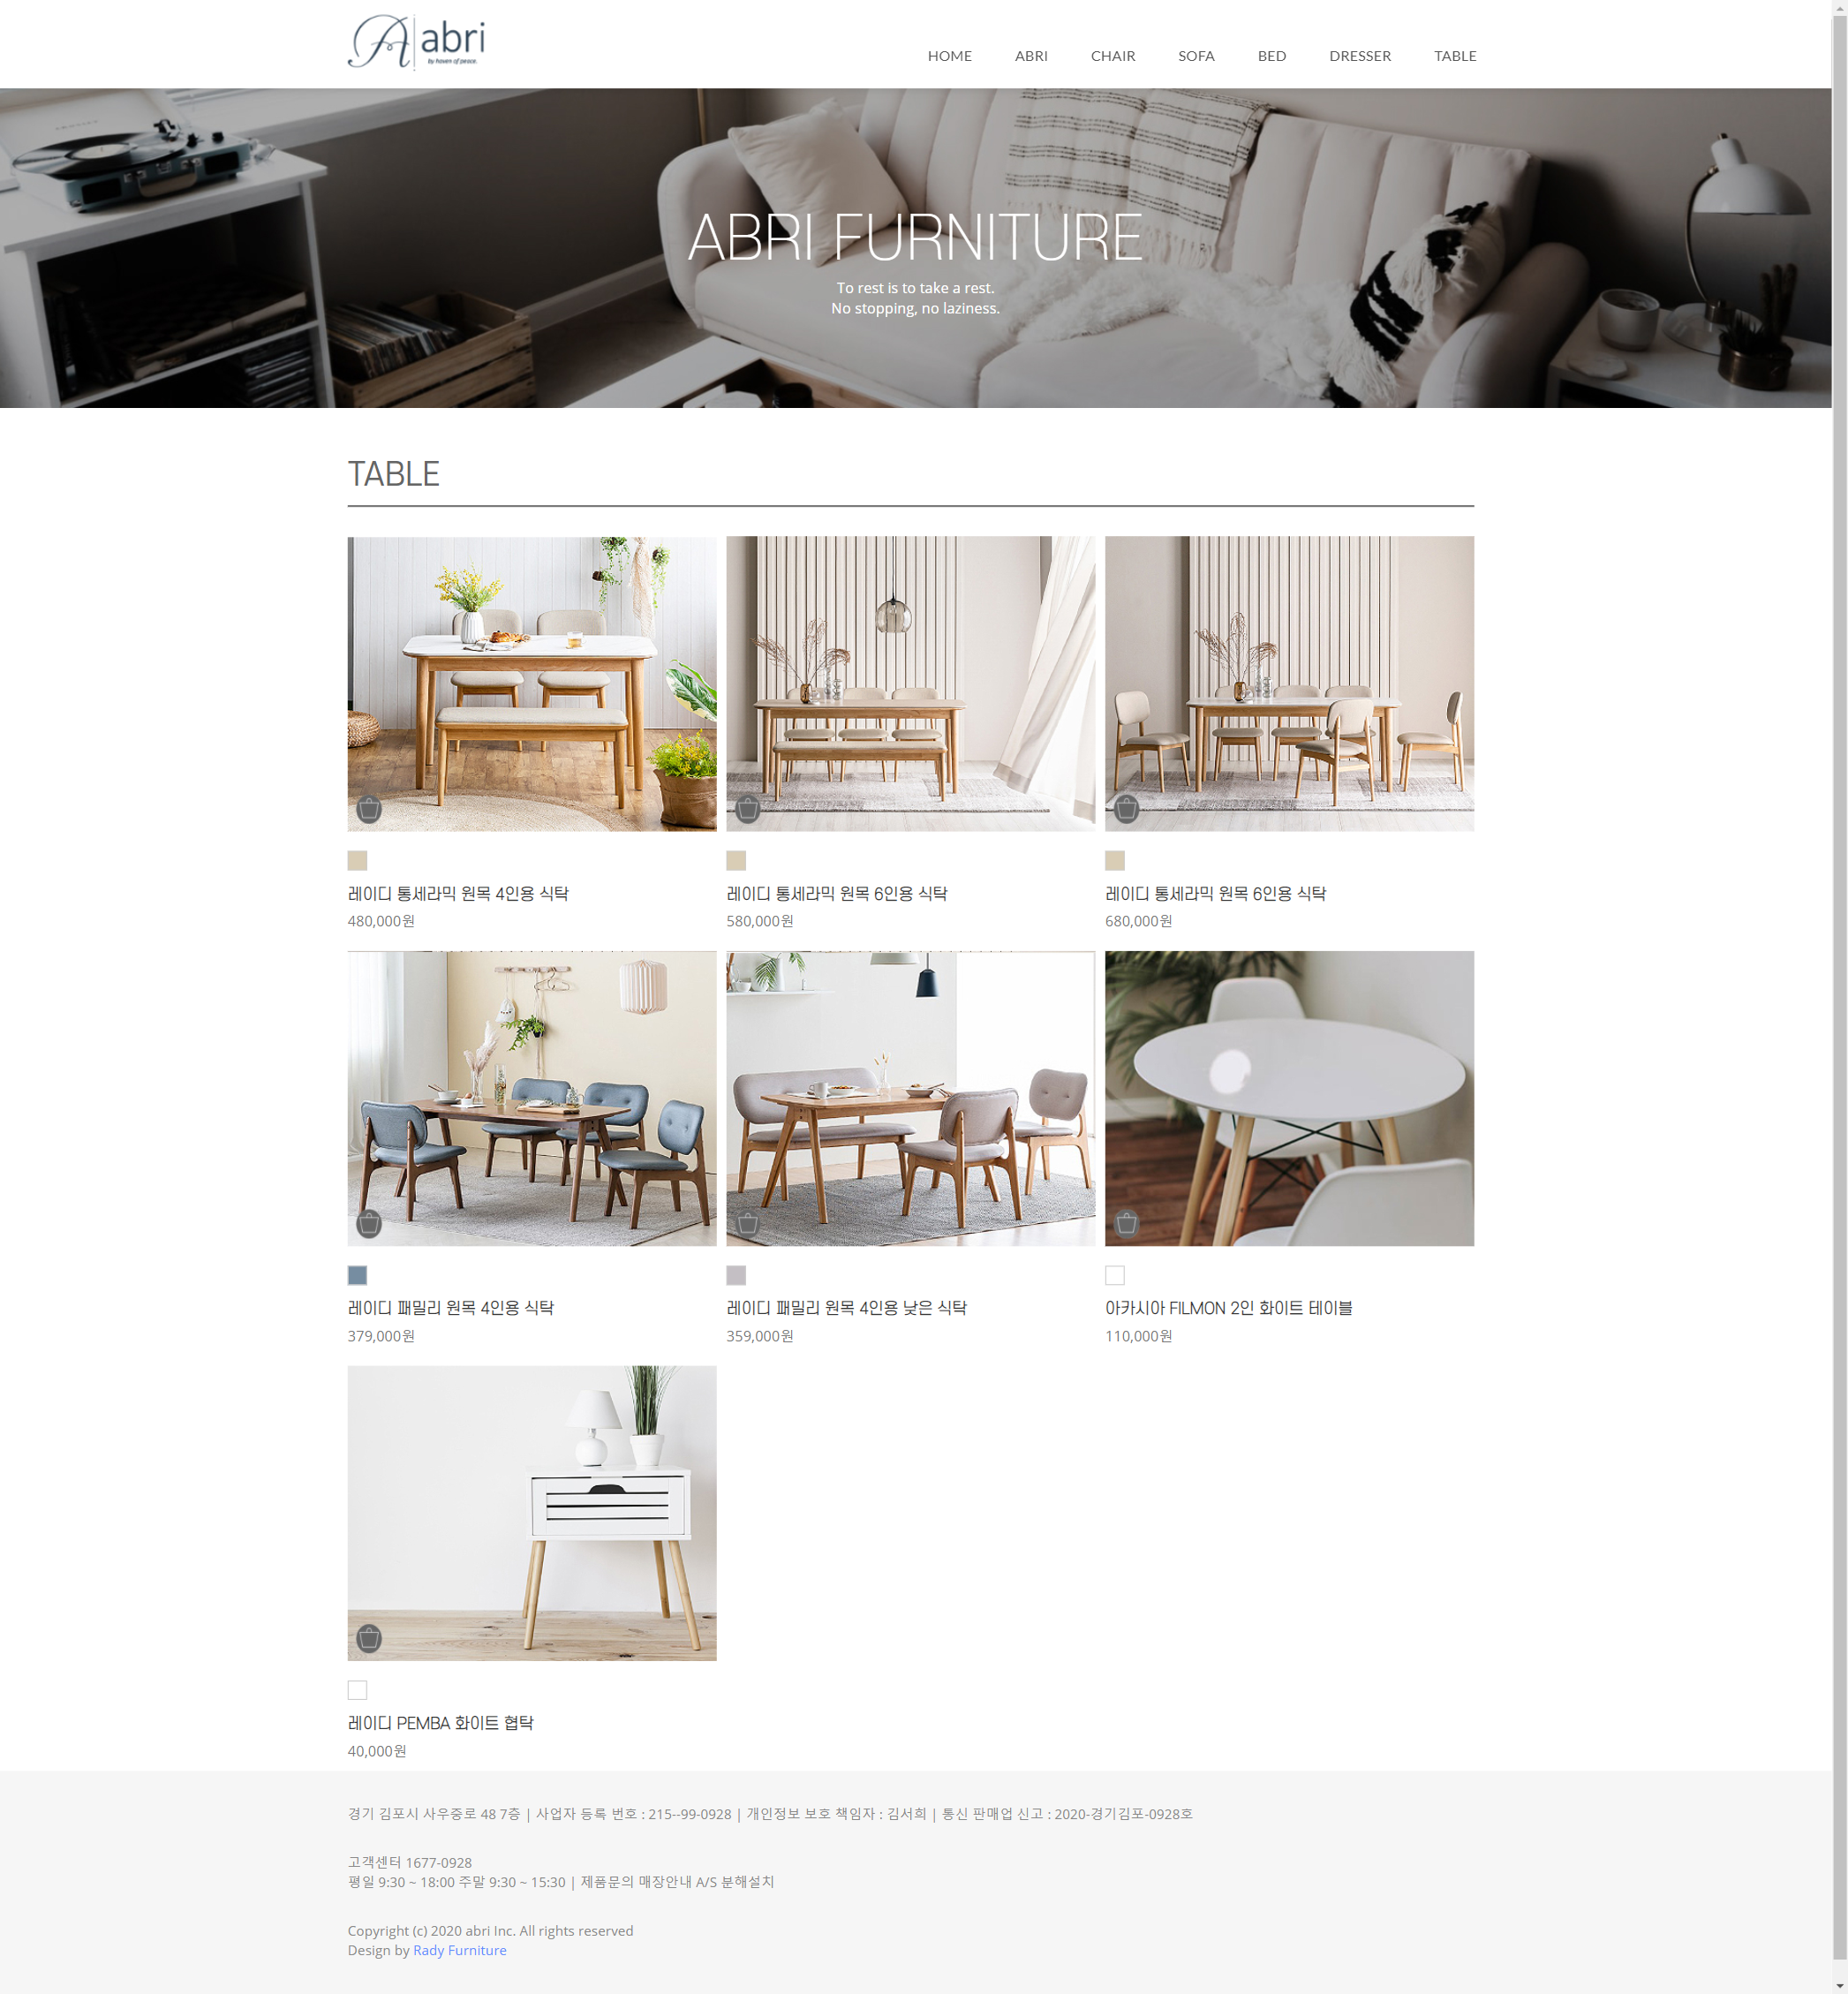 abri
by haven of peace.
HOME ABRI CHAIR SOFA BED DRESSER TABLE
ABRI FURNITURE
To rest is to take a rest.
No stopping, no laziness.
TABLE
레이디 통세라믹 원목 4인용 식탁
480,000원
레이디 통세라믹 원목 6인용 식탁
580,000원
레이디 통세라믹 원목 6인용 식탁
680,000원
레이디 패밀리 원목 4인용 식탁
379,000원
레이디 패밀리 원목 4인용 낮은 식탁
359,000원
아카시아 FILMON 2인 화이트 테이블
110,000원
레이디 PEMBA 화이트 협탁
40,000원
경기 김포시 사우중로 48 7층 | 사업자 등록 번호 : 215--99-0928 | 개인정보 보호 책임자 : 김서희 | 통신 판매업 신고 : 2020-경기김포-0928호
고객센터 1677-0928
평일 9:30 ~ 18:00 주말 9:30 ~ 15:30 | 제품문의 매장안내 A/S 분해설치
Copyright (c) 2020 abri Inc. All rights reserved
Design by Rady Furniture